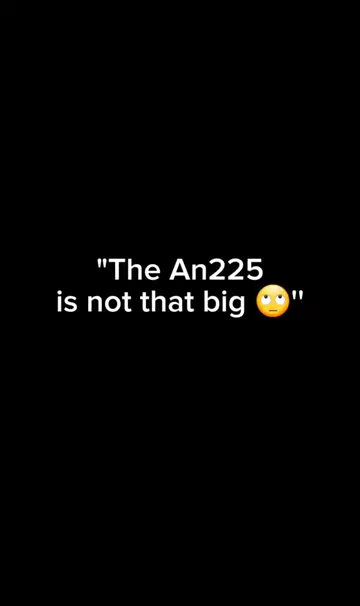 "The An225
is not that big 🙄"